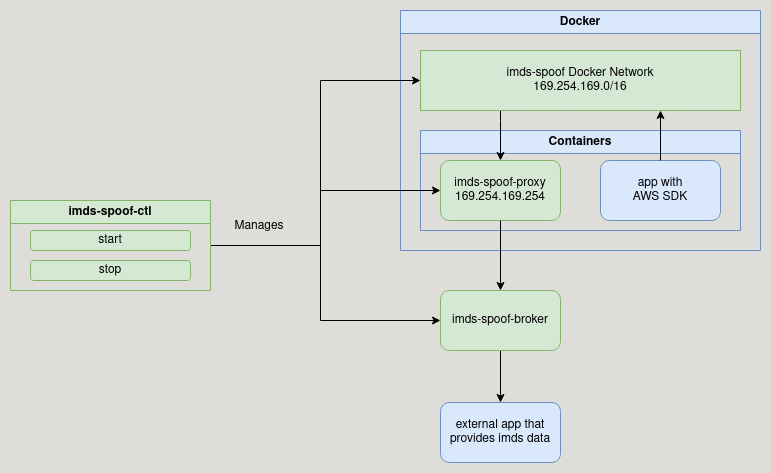 Docker
imds-spoof Docker Network
169.254.169.0/16
Containers
imds-spoof-proxy
169.254.169.254
app with
AWS SDK
imds-spoof-ctl
start
stop
Manages
imds-spoof-broker
external app that
provides imds data